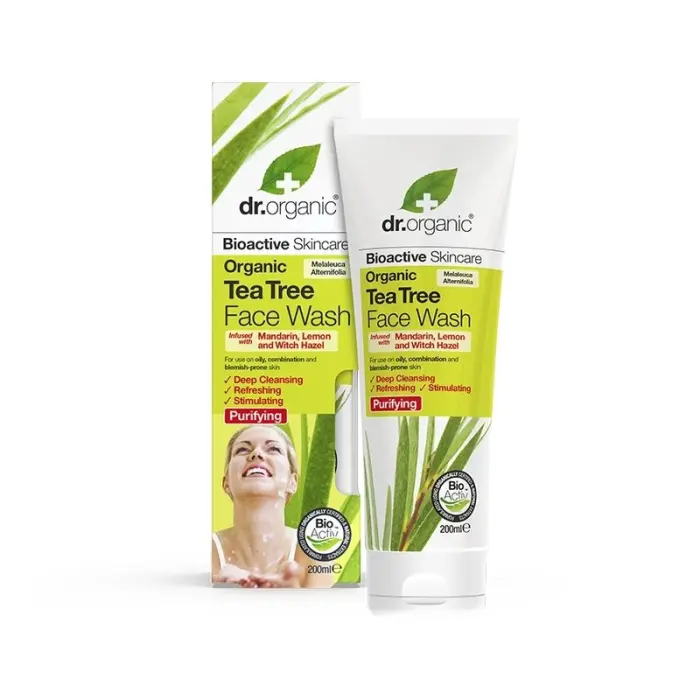 dr.organic®
Bioactive Skincare
Organic
Melaleuca
Alternifolia
Tea Tree
Face Wash
Infused with
Mandarin, Lemon
and Witch Hazel
For use on oily, combination and
blemish-prone skin
✓ Deep Cleansing
✓ Refreshing
✓ Stimulating
Purifying
Bio
Activ
200ml℮
dr.organic®
Bioactive Skincare
Organic
Melaleuca
Alternifolia
Tea Tree
Face Wash
Infused with
Mandarin, Lemon
and Witch Hazel
For use on oily, combination and
blemish-prone skin
✓ Deep Cleansing
✓ Refreshing ✓ Stimulating
Purifying
Bio
Activ
200ml℮